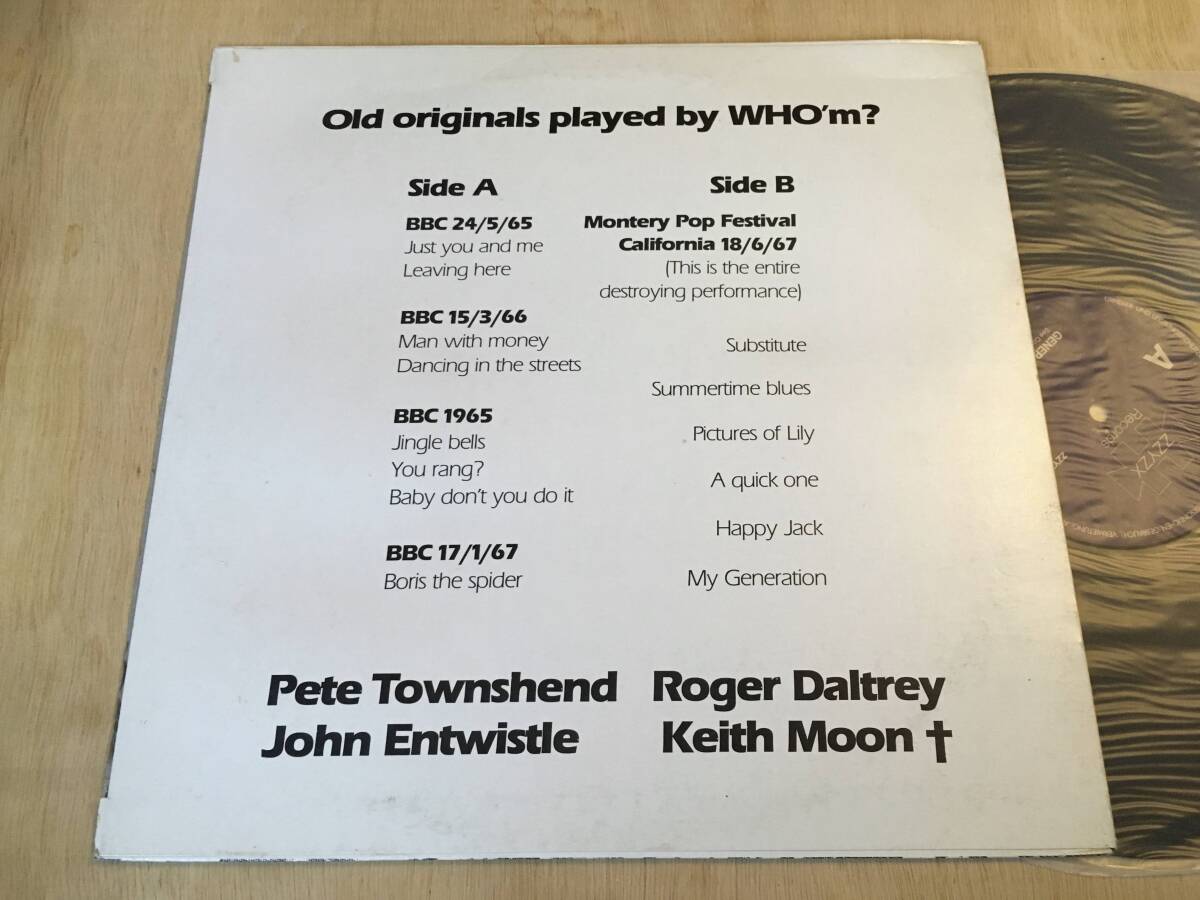 Old originals played by WHO'm?
Side A
BBC 24/5/65
Just you and me
Leaving here
BBC 15/3/66
Man with money
Dancing in the streets
BBC 1965
Jingle bells
You rang?
Baby don't you do it
BBC 17/1/67
Boris the spider
Side B
Montery Pop Festival
California 18/6/67
(This is the entire
destroying performance)
Substitute
Summertime blues
Pictures of Lily
A quick one
Happy Jack
My Generation
Pete Townshend Roger Daltrey
John Entwistle Keith Moon †
A
ZZYZX
Records